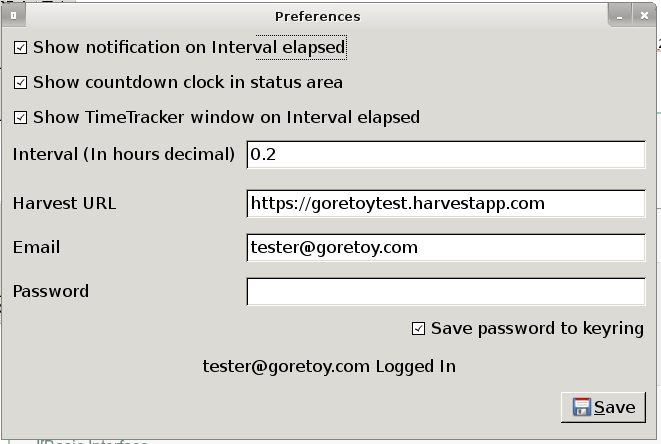 Preferences
Show notification on Interval elapsed
Show countdown clock in status area
Show TimeTracker window on Interval elapsed
Interval (In hours decimal) 0.2
Harvest URL https://goretoytest.harvestapp.com
Email tester@goretoy.com
Password
Save password to keyring
tester@goretoy.com Logged In
Save